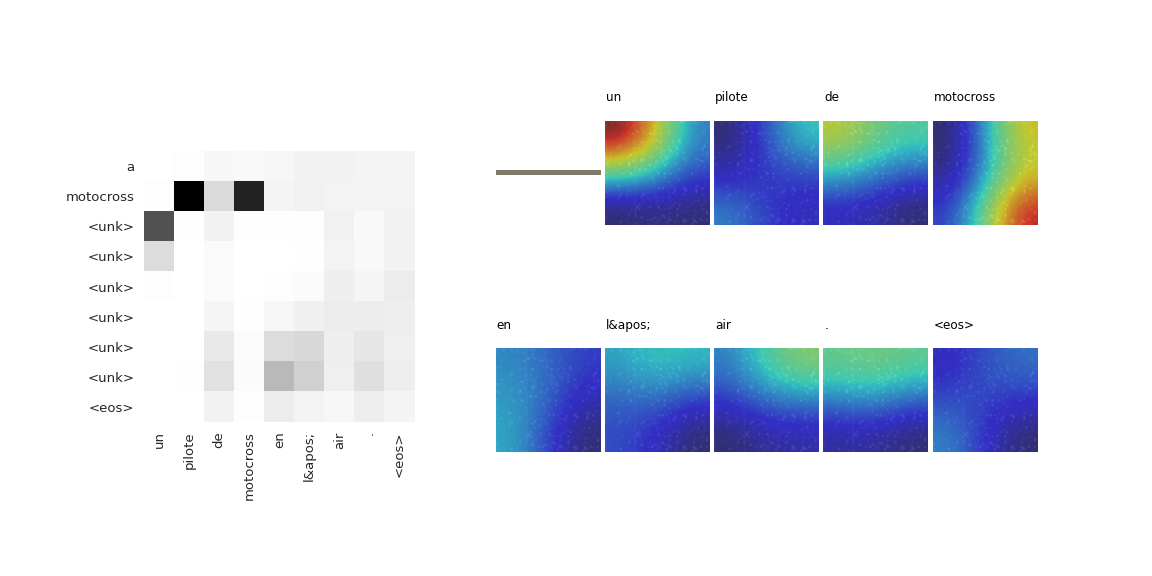 a
motocross
<unk>
<unk>
<unk>
<unk>
<unk>
<unk>
<eos>
un
pilote
de
motocross
en
l&apos;
air
.
<eos>
un pilote de motocross
en l&apos; air . <eos>